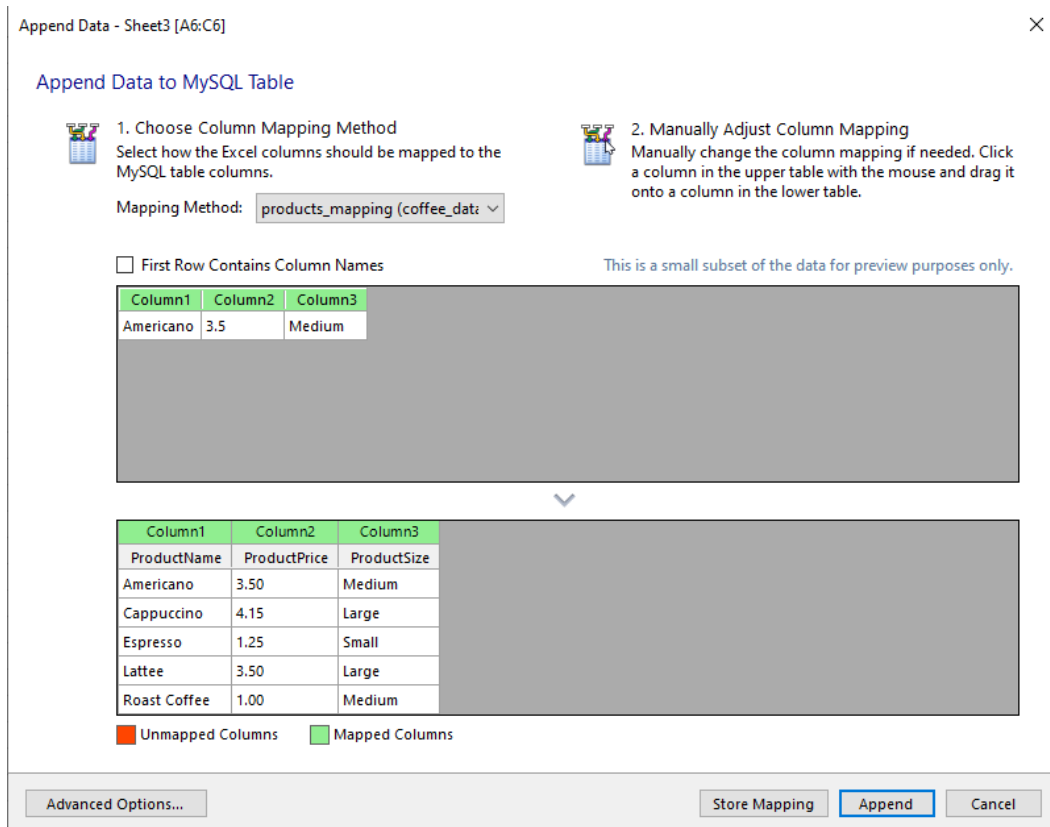 Append Data - Sheet3 [A6:C6]
Append Data to MySQL Table
1. Choose Column Mapping Method
Select how the Excel columns should be mapped to the
MySQL table columns.
Mapping Method: products_mapping (coffee_data
2. Manually Adjust Column Mapping
Manually change the column mapping if needed. Click
a column in the upper table with the mouse and drag it
onto a column in the lower table.
First Row Contains Column Names
This is a small subset of the data for preview purposes only.
Column1 Column2 Column3
Americano 3.5 Medium
Column1 Column2 Column3
ProductName ProductPrice ProductSize
Americano 3.50 Medium
Cappuccino 4.15 Large
Espresso 1.25 Small
Lattee 3.50 Large
Roast Coffee 1.00 Medium
Unmapped Columns Mapped Columns
Advanced Options... Store Mapping Append Cancel